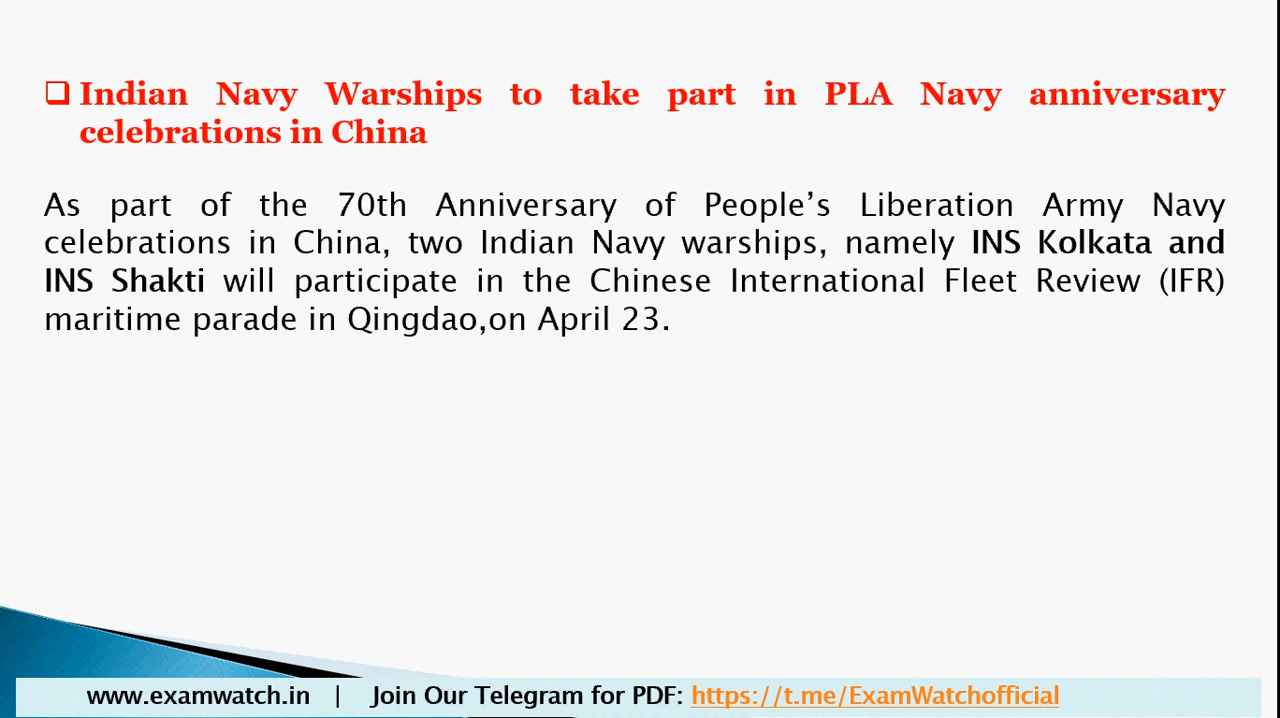 ❑ Indian Navy Warships to take part in PLA Navy anniversary
celebrations in China
As part of the 70th Anniversary of People’s Liberation Army Navy
celebrations in China, two Indian Navy warships, namely INS Kolkata and
INS Shakti will participate in the Chinese International Fleet Review (IFR)
maritime parade in Qingdao,on April 23.
www.examwatch.in | Join Our Telegram for PDF: https://t.me/ExamWatchofficial